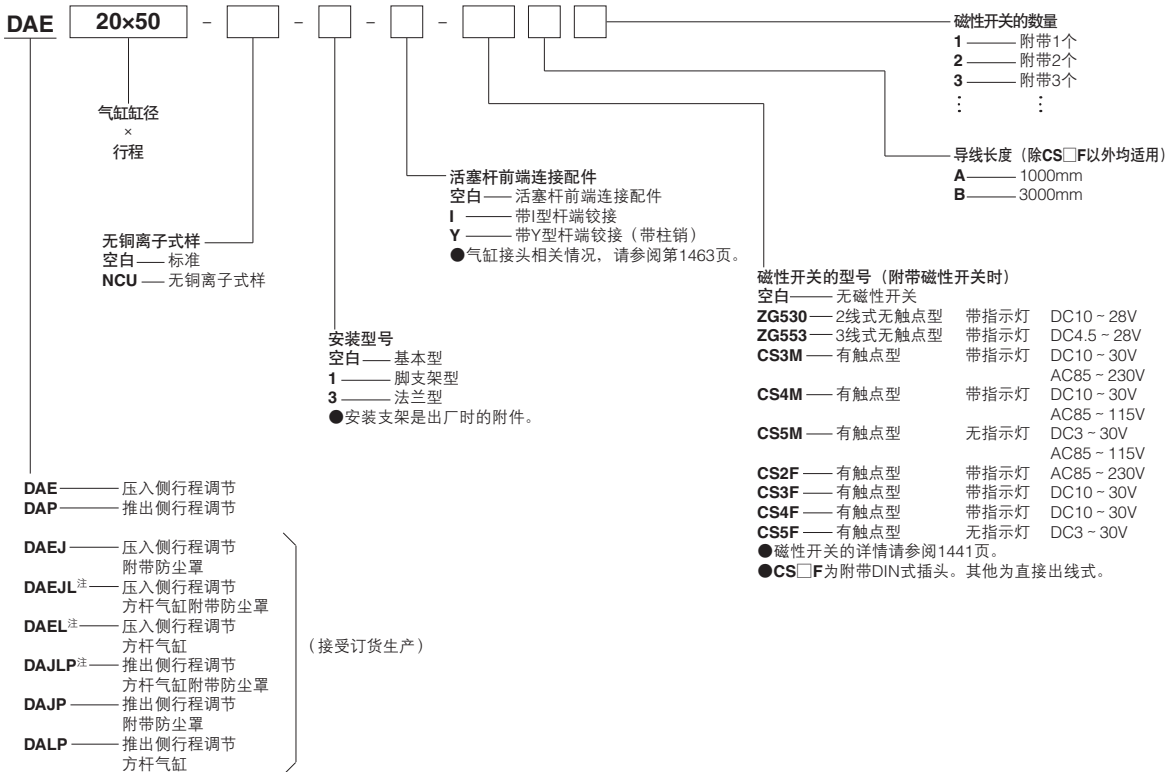 DAE 20×50 - - - -
气缸缸径
×
行程
磁性开关的数量
1 附带1个
2 附带2个
3 附带3个
⋮ ⋮
导线长度（除CS□F以外均适用）
A 1000mm
B 3000mm
活塞杆前端连接配件
空白 活塞杆前端连接配件
I 带I型杆端铰接
Y 带Y型杆端铰接（带柱销）
●气缸接头相关情况，请参阅第1463页。
无铜离子式样
空白 标准
NCU 无铜离子式样
磁性开关的型号（附带磁性开关时）
空白 无磁性开关
ZG530 2线式无触点型 带指示灯 DC10～28V
ZG553 3线式无触点型 带指示灯 DC4.5～28V
CS3M 有触点型 带指示灯 DC10～30V
AC85～230V
CS4M 有触点型 带指示灯 DC10～30V
AC85～115V
CS5M 有触点型 无指示灯 DC3～30V
AC85～115V
CS2F 有触点型 带指示灯 AC85～230V
CS3F 有触点型 带指示灯 DC10～30V
CS4F 有触点型 带指示灯 DC10～30V
CS5F 有触点型 无指示灯 DC3～30V
●磁性开关的详情请参阅1441页。
●CS□F为附带DIN式插头。其他为直接出线式。
安装型号
空白 基本型
1 脚支架型
3 法兰型
●安装支架是出厂时的附件。
DAE 压入侧行程调节
DAP 推出侧行程调节
DAEJ 压入侧行程调节
附带防尘罩
DAEJL注 压入侧行程调节
方杆气缸附带防尘罩
DAEL注 压入侧行程调节
方杆气缸
DAJLP注 推出侧行程调节
方杆气缸附带防尘罩
DAJP 推出侧行程调节
附带防尘罩
DALP 推出侧行程调节
方杆气缸
（接受订货生产）